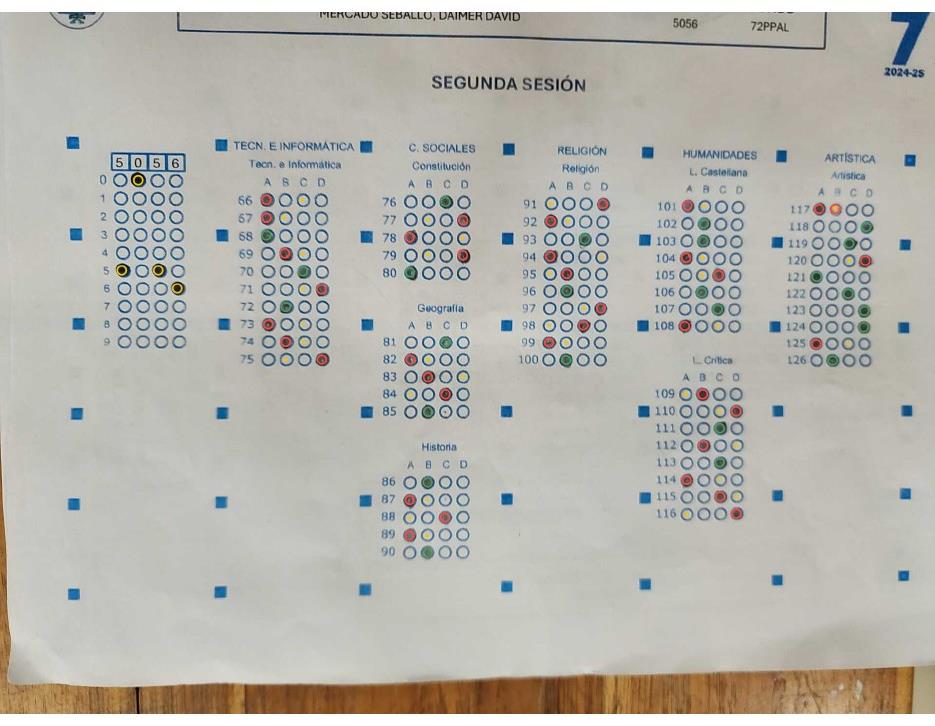 MERCADO SEBALLO, DAIMER DAVID
5056 72PPAL
7
2024-25
SEGUNDA SESIÓN
5 0 5 6
0
1
2
3
4
5
6
7
8
9
TECN. E INFORMÁTICA
Tecn. e Informática
A B C D
66
67
68
69
70
71
72
73
74
75
C. SOCIALES
Constitución
A B C D
76
77
78
79
80
Geografía
A B C D
81
82
83
84
85
Historia
A B C D
86
87
88
89
90
RELIGIÓN
Religión
A B C D
91
92
93
94
95
96
97
98
99
100
HUMANIDADES
L. Castellana
A B C D
101
102
103
104
105
106
107
108
L. Crítica
A B C D
109
110
111
112
113
114
115
116
ARTÍSTICA
Artística
A B C D
117
118
119
120
121
122
123
124
125
126